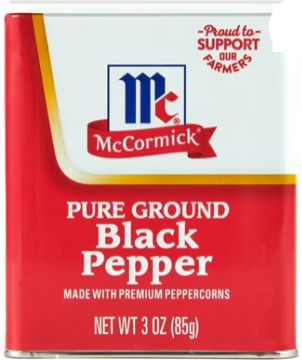 -Proud to-
SUPPORT
OUR
FARMERS
Mc
McCormick®
PURE GROUND
Black
Pepper
MADE WITH PREMIUM PEPPERCORNS
NET WT 3 OZ (85g)